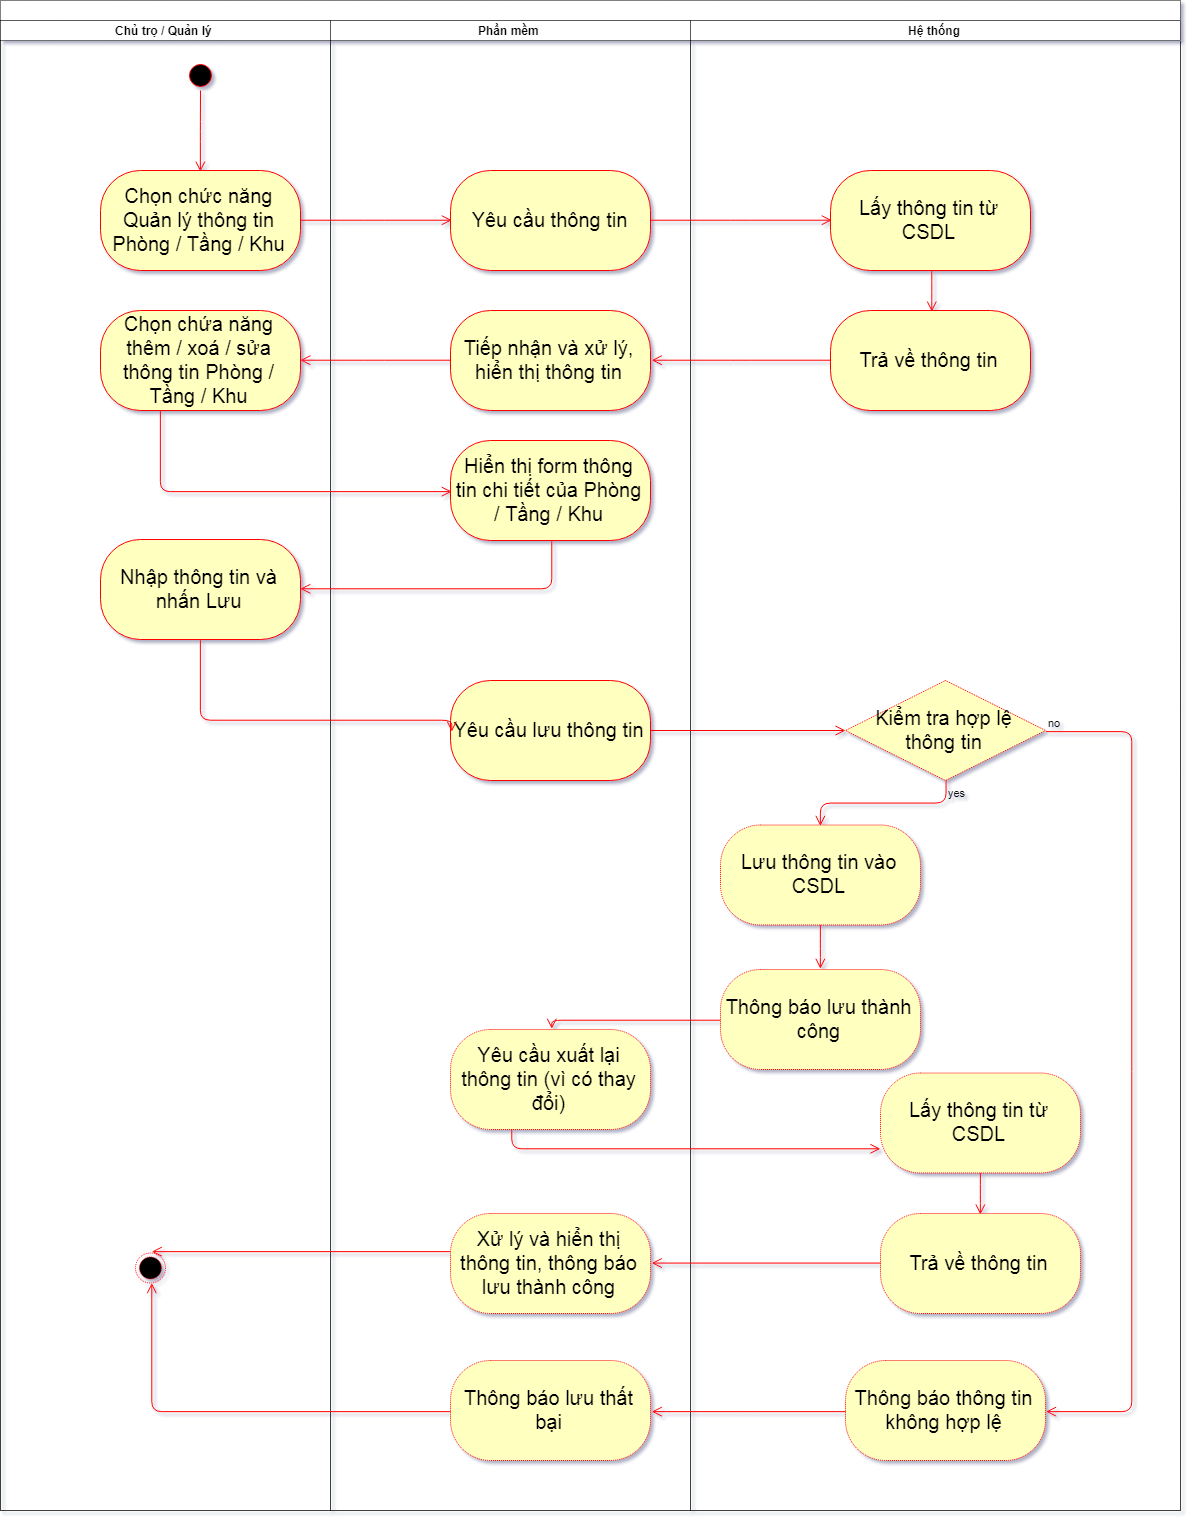 Chủ trọ / Quản lý
Phần mềm
Hệ thống
Chọn chức năng
Quản lý thông tin
Phòng / Tầng / Khu
Yêu cầu thông tin
Lấy thông tin từ
CSDL
Chọn chứa năng
thêm / xoá / sửa
thông tin Phòng /
Tầng / Khu
Tiếp nhận và xử lý,
hiển thị thông tin
Trả về thông tin
Hiển thị form thông
tin chi tiết của Phòng
/ Tầng / Khu
Nhập thông tin và
nhấn Lưu
Yêu cầu lưu thông tin
Kiểm tra hợp lệ
thông tin
no
yes
Lưu thông tin vào
CSDL
Thông báo lưu thành
công
Yêu cầu xuất lại
thông tin (vì có thay
đổi)
Lấy thông tin từ
CSDL
Xử lý và hiển thị
thông tin, thông báo
lưu thành công
Trả về thông tin
Thông báo lưu thất
bại
Thông báo thông tin
không hợp lệ